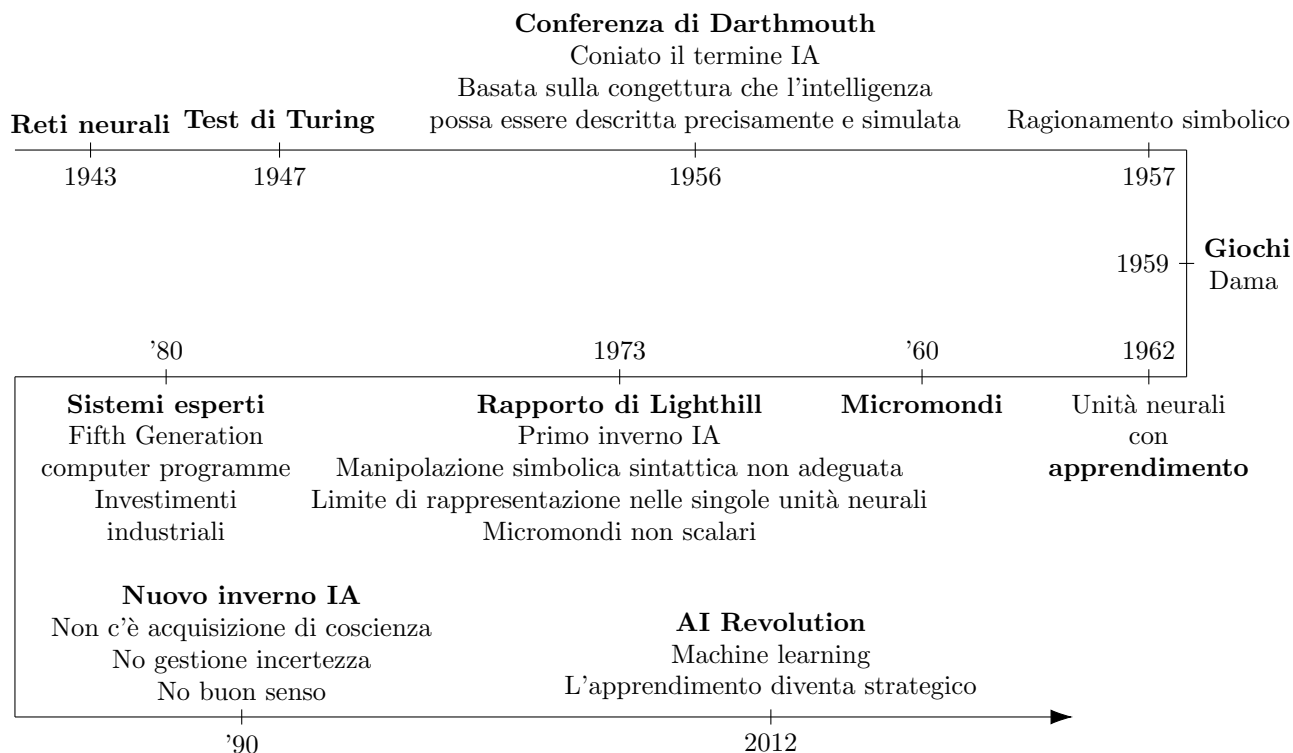 Conferenza di Darthmouth
Coniato il termine IA
Basata sulla congettura che l'intelligenza
possa essere descritta precisamente e simulata
Reti neurali
Test di Turing
Ragionamento simbolico
1943
1947
1956
1957
1959
Giochi
Dama
'80
1973
'60
1962
Sistemi esperti
Fifth Generation
computer programme
Investimenti
industriali
Rapporto di Lighthill
Primo inverno IA
Manipolazione simbolica sintattica non adeguata
Limite di rappresentazione nelle singole unità neurali
Micromondi non scalari
Micromondi
Unità neurali
con
apprendimento
Nuovo inverno IA
Non c'è acquisizione di coscienza
No gestione incertezza
No buon senso
AI Revolution
Machine learning
L'apprendimento diventa strategico
'90
2012